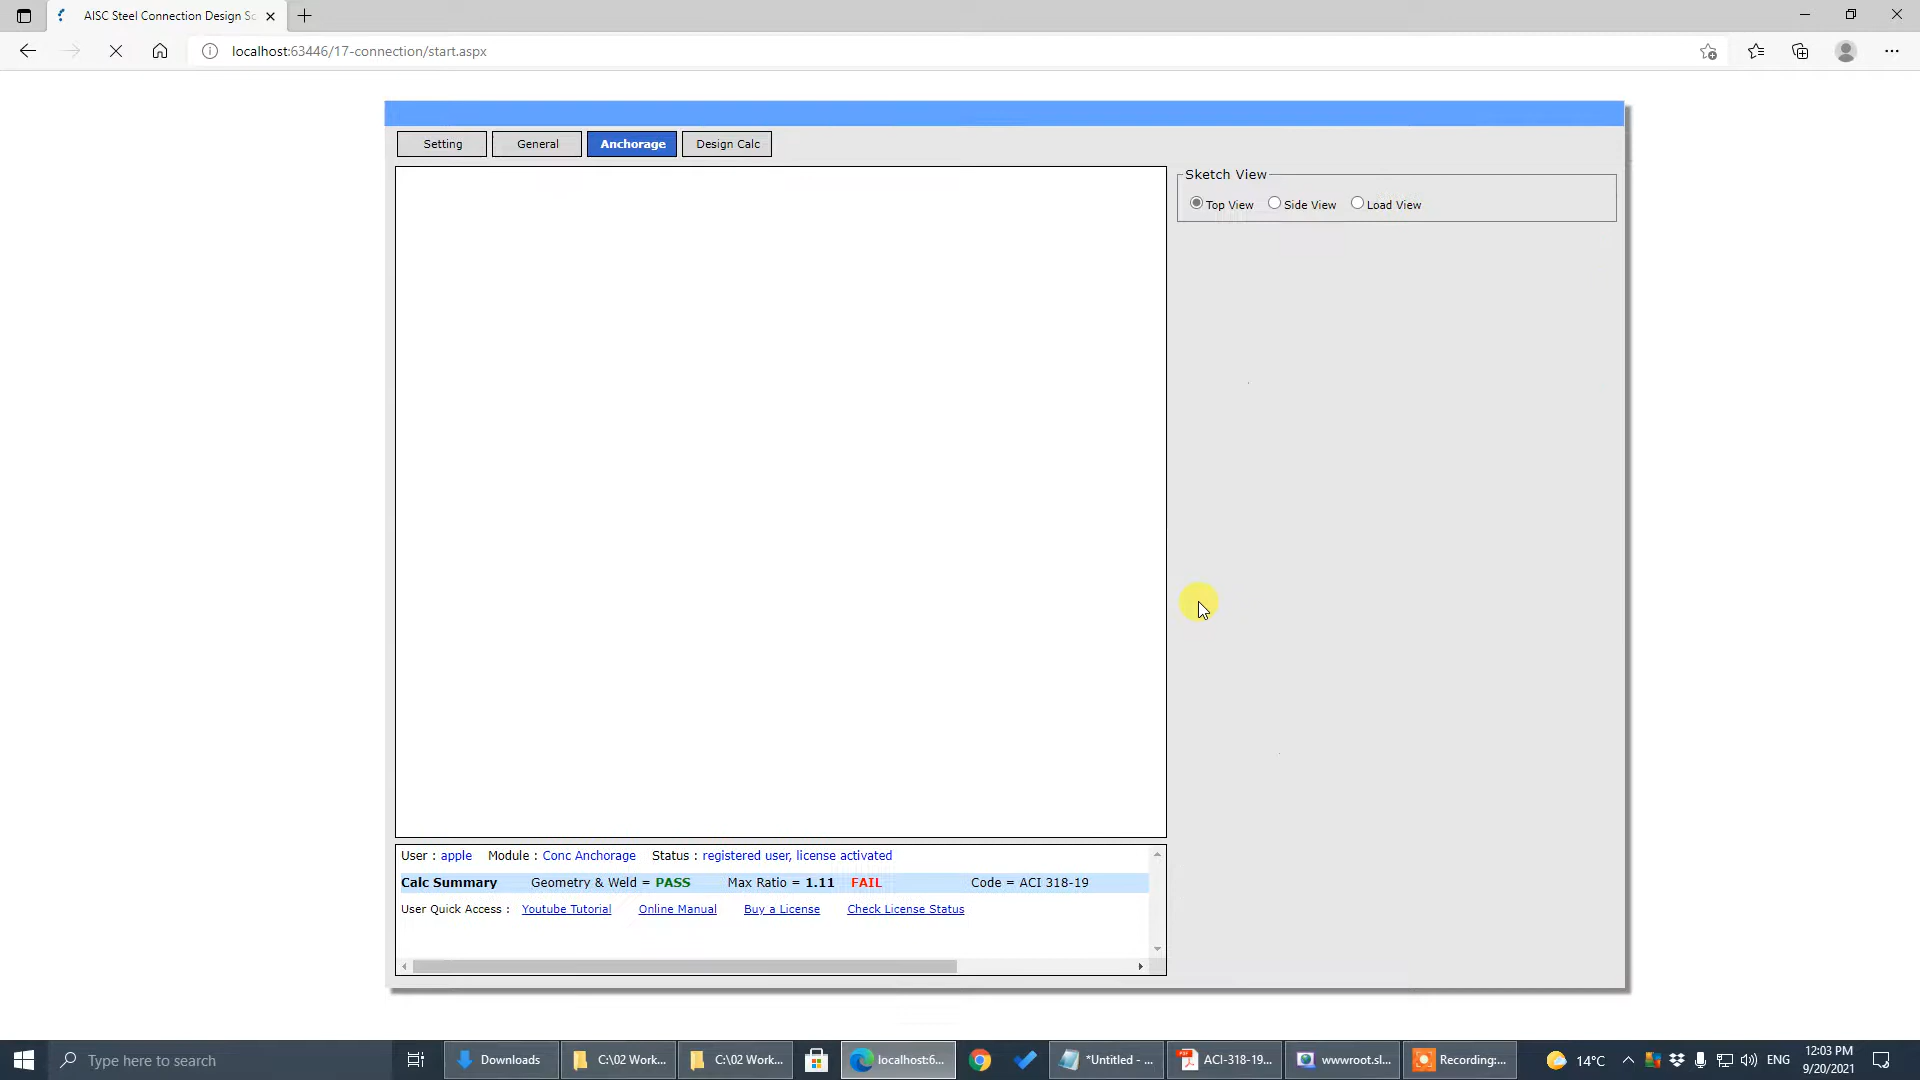 AISC Steel Connection Design Sc
localhost:63446/17-connection/start.aspx
Setting General Anchorage Design Calc
Sketch View
Top View Side View Load View
User : apple Module : Conc Anchorage Status : registered user, license activated
Calc Summary Geometry & Weld = PASS Max Ratio = 1.11 FAIL Code = ACI 318-19
User Quick Access : Youtube Tutorial Online Manual Buy a License Check License Status
Type here to search
Downloads
C:\02 Work...
C:\02 Work...
localhost:6...
*Untitled - ...
ACI-318-19...
wwwroot.sl...
Recording:...
14°C
ENG
12:03 PM
9/20/2021